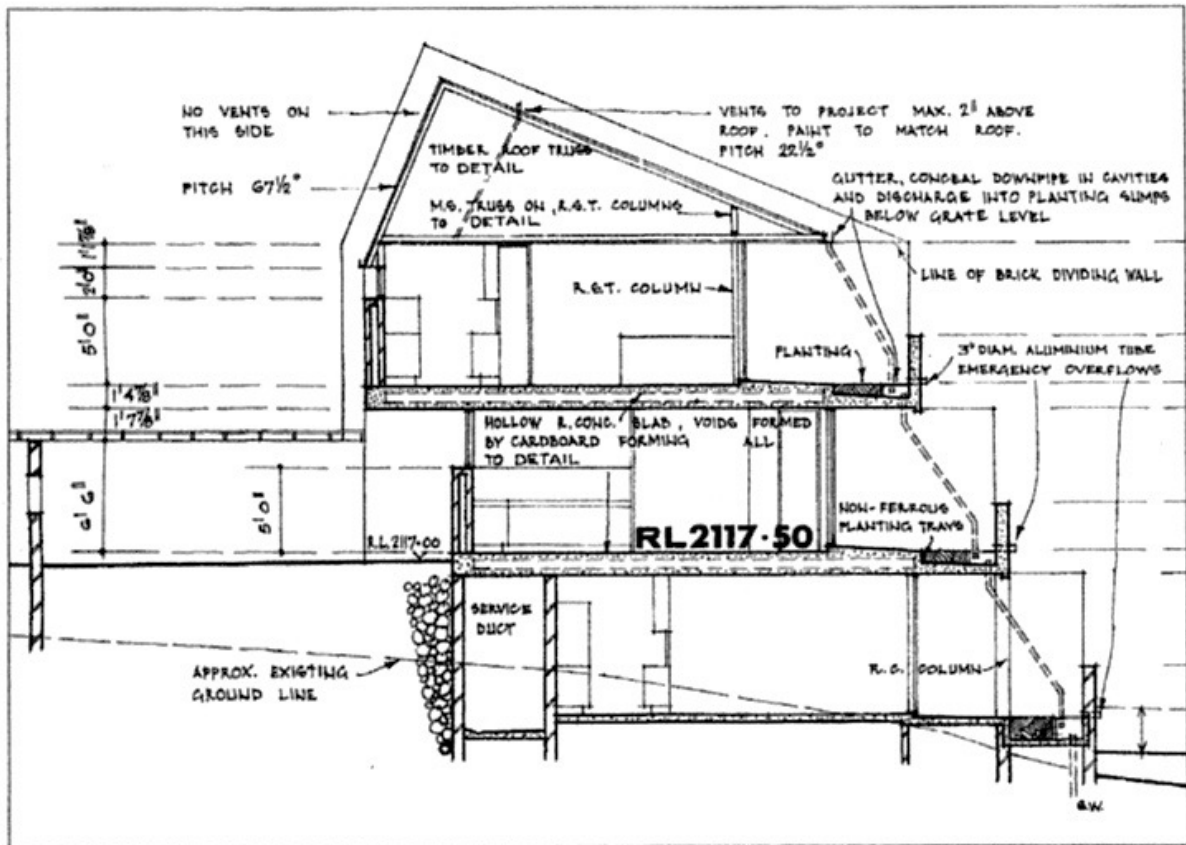 NO VENTS ON
THIS SIDE
VENTS TO PROJECT MAX. 2" ABOVE
ROOF. PAINT TO MATCH ROOF.
PITCH 22½°
TIMBER ROOF TRUSS
TO DETAIL
PITCH 67½°
GUTTER, CONCEAL DOWNPIPE IN CAVITIES
AND DISCHARGE INTO PLANTING SUMPS
BELOW GRATE LEVEL
M.S. TRUSS ON, R.S.T. COLUMNS
TO DETAIL
LINE OF BRICK DIVIDING WALL
2'0"
R.S.T. COLUMN
5'0"
PLANTING
3" DIAM. ALUMINIUM TUBE
EMERGENCY OVERFLOWS
1'4⅞"
1'7⅞"
HOLLOW R. CONC. SLAB, VOIDS FORMED
BY CARDBOARD FORMING ALL
TO DETAIL
6'6"
5'0"
NON-FERROUS
PLANTING TRAYS
RL2117·50
RL 2117·00
SERVICE
DUCT
APPROX. EXISTING
GROUND LINE
R.C. COLUMN